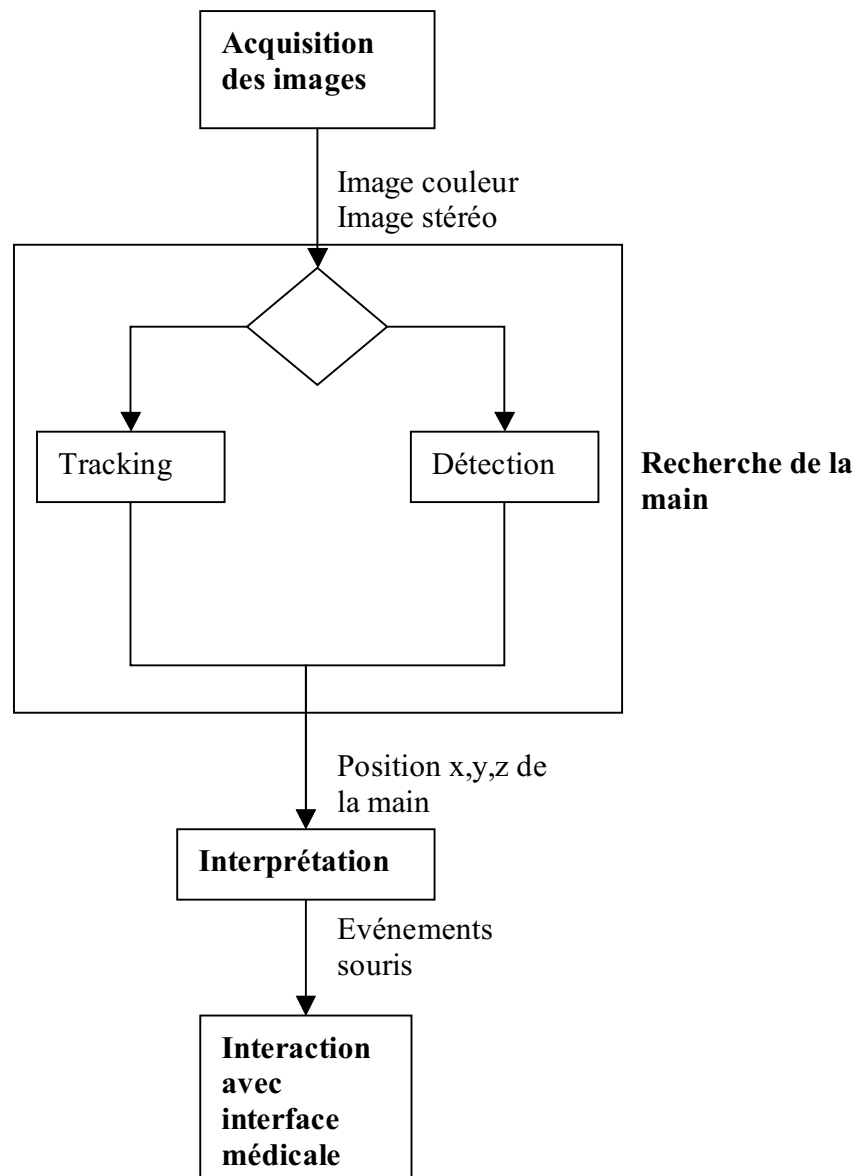 Acquisition
des images
Image couleur
Image stéréo
Tracking
Détection
Recherche de la
main
Position x,y,z de
la main
Interprétation
Evénements
souris
Interaction
avec
interface
médicale